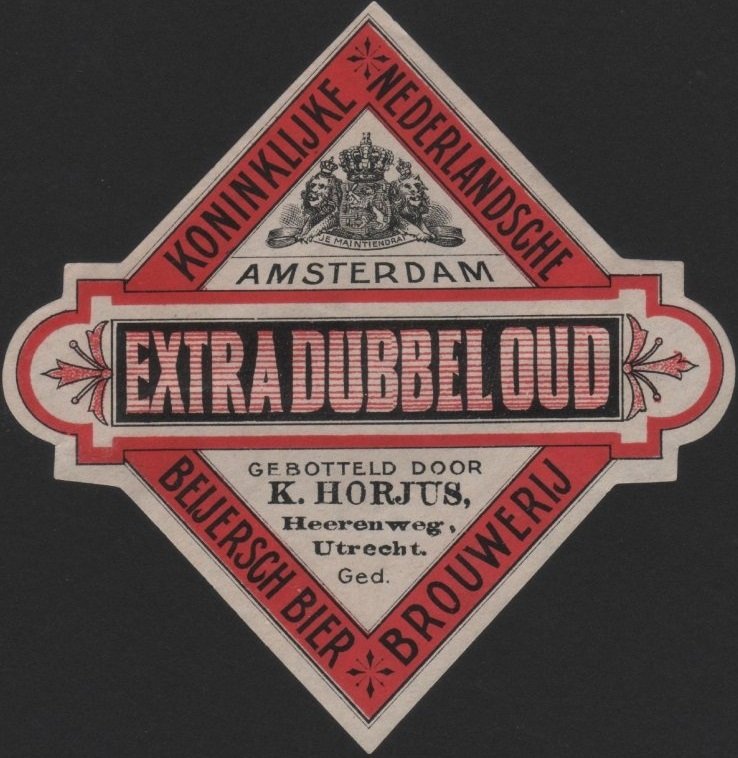 KONINKLIJKE
NEDERLANDSCHE
JE MAINTIENDRAI
AMSTERDAM
EXTRA DUBBEL OUD
GEBOTTELD DOOR
K. HORJUS,
Heerenweg,
Utrecht.
Ged.
BEIJERSCH BIER
BROUWERIJ